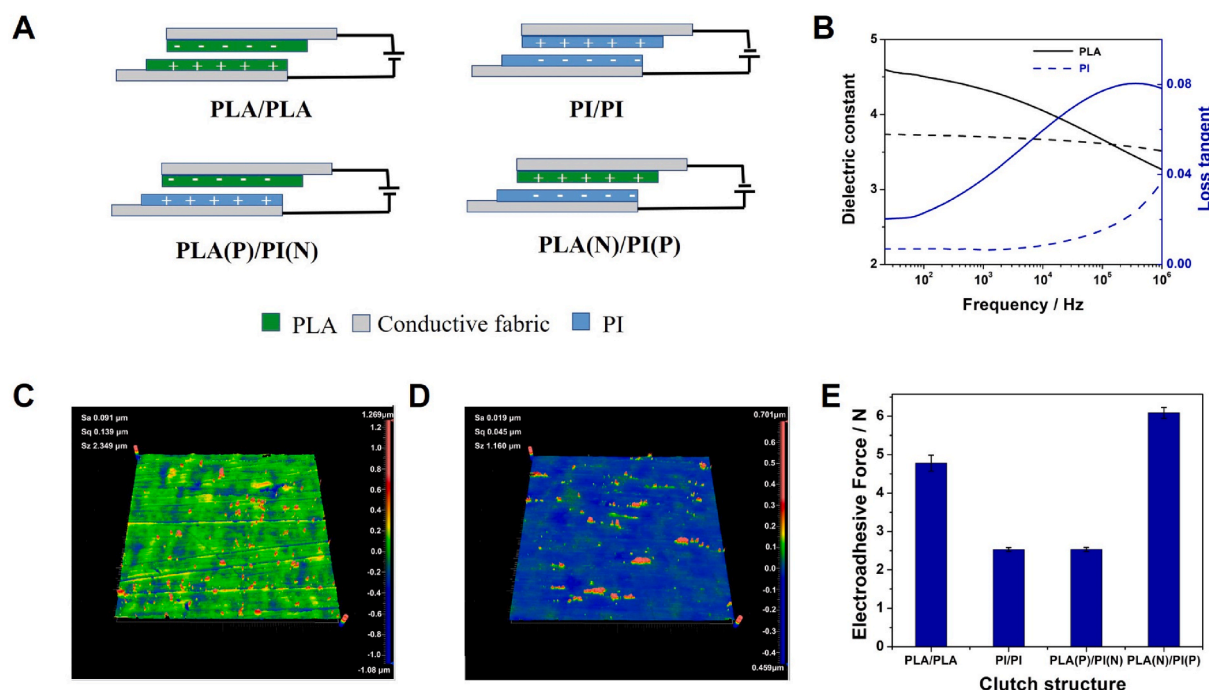 A
- - - - -
+ + + + +
PLA/PLA
+ + + + +
- - - - -
PI/PI
- - - - -
+ + + + +
PLA(P)/PI(N)
+ + + + +
- - - - -
PLA(N)/PI(P)
PLA Conductive fabric PI
B
PLA
PI
Dielectric constant
5
4
3
2
10² 10³ 10⁴ 10⁵ 10⁶
Frequency / Hz
0.08
0.04
0.00
Loss tangent
C
Sa 0.091 µm
Sq 0.139 µm
Sz 2.349 µm
1.269µm
1.2
1.0
0.8
0.6
0.4
0.2
0.0
-0.2
-0.4
-0.6
-0.8
-1.0
-1.08 µm
D
Sa 0.019 µm
Sq 0.045 µm
Sz 1.160 µm
0.701µm
0.5
0.4
0.3
0.2
0.1
0.0
-0.1
-0.2
-0.3
-0.4
0.459µm
E
Electroadhesive Force / N
6
5
4
3
2
1
0
PLA/PLA PI/PI PLA(P)/PI(N) PLA(N)/PI(P)
Clutch structure